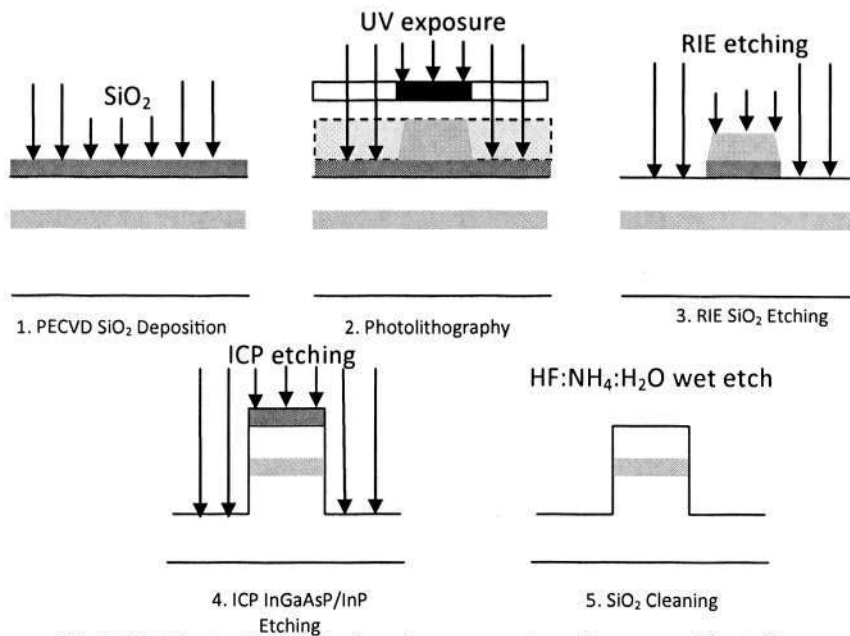 UV exposure
RIE etching
SiO₂
1. PECVD SiO₂ Deposition
2. Photolithography
3. RIE SiO₂ Etching
ICP etching
HF:NH₄:H₂O wet etch
4. ICP InGaAsP/InP
Etching
5. SiO₂ Cleaning